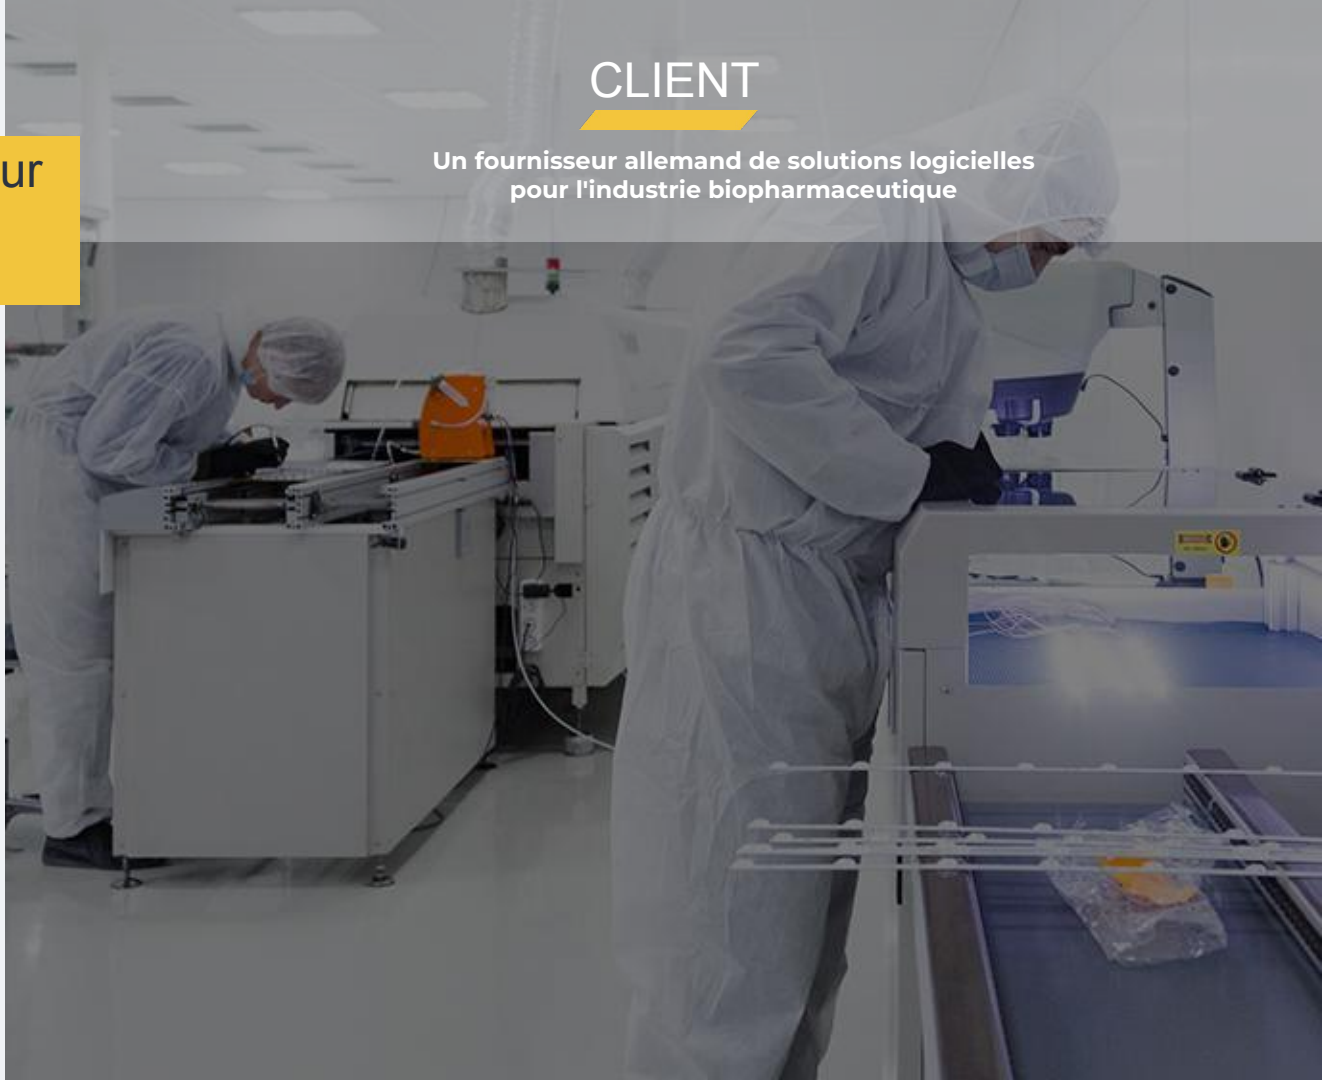 CLIENT
Un fournisseur allemand de solutions logicielles
pour l'industrie biopharmaceutique
ur